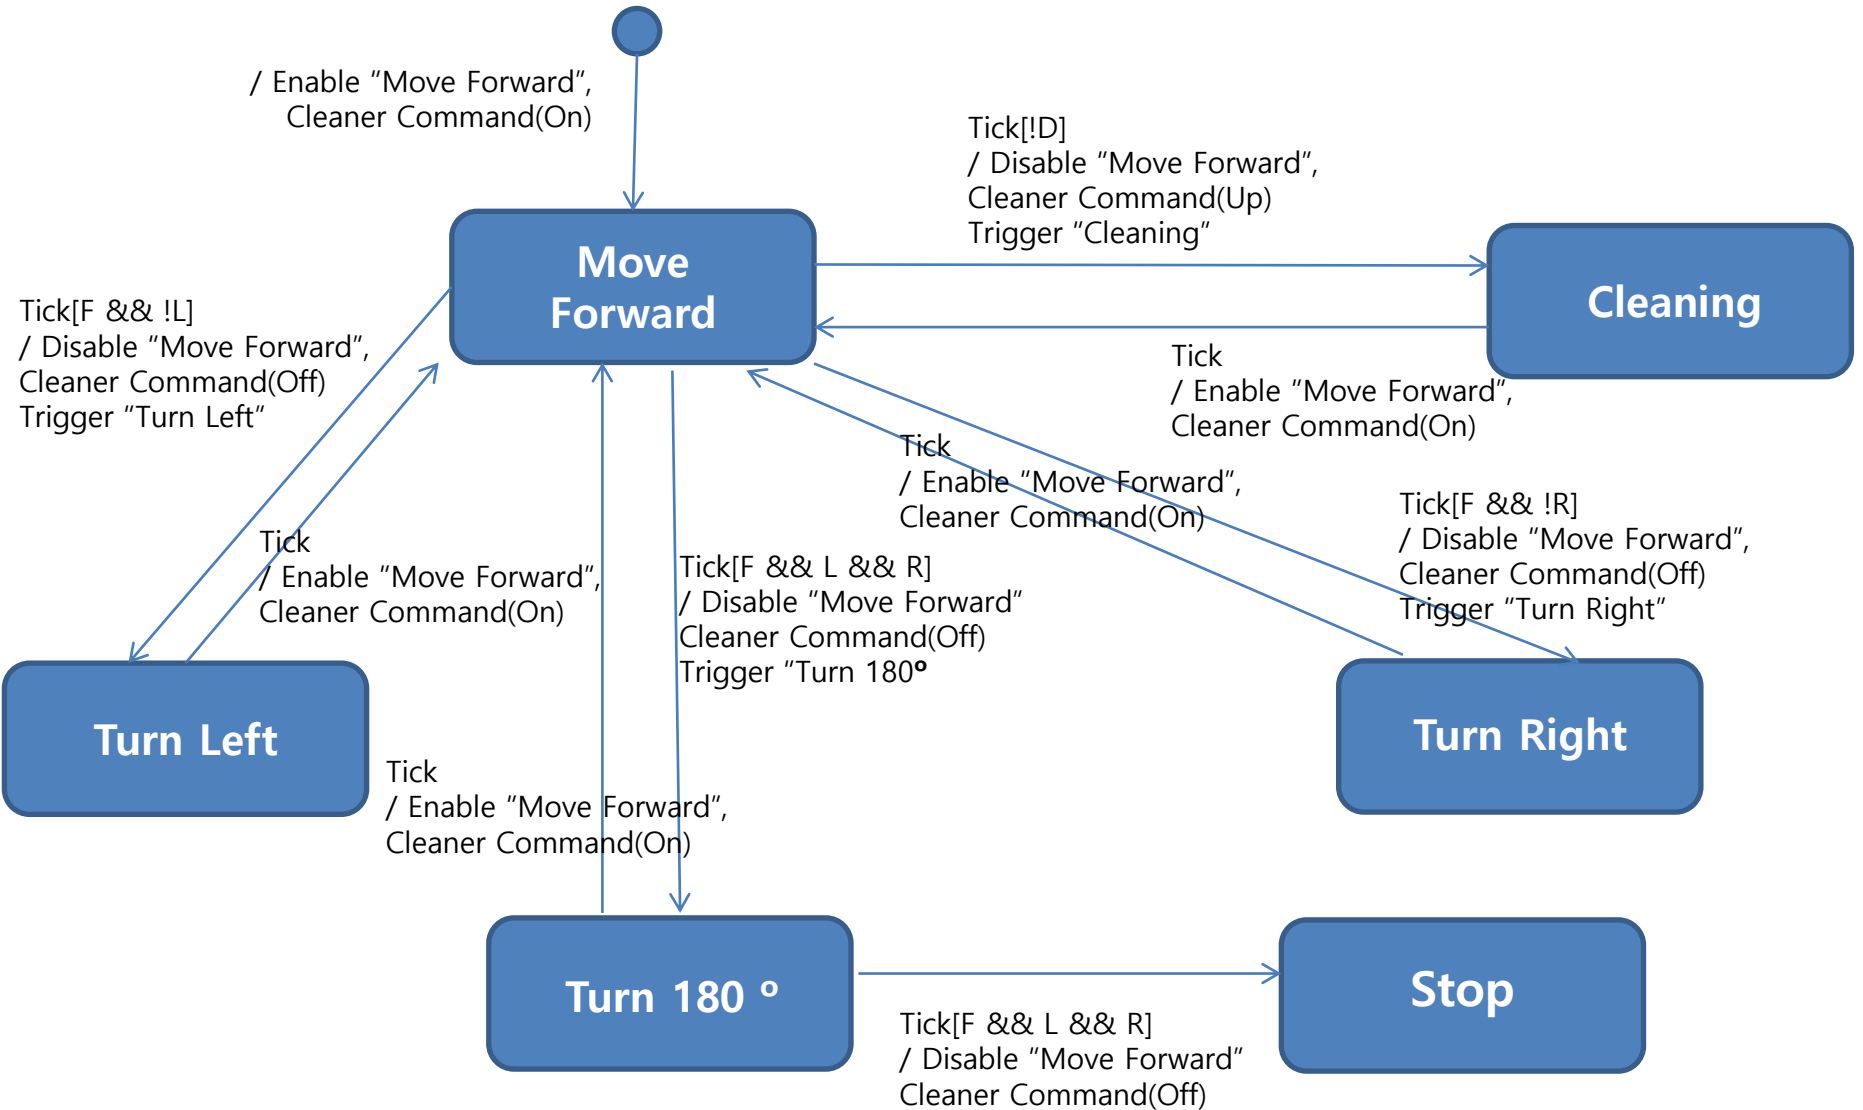 / Enable "Move Forward",
Cleaner Command(On)
Tick[!D]
/ Disable "Move Forward",
Cleaner Command(Up)
Trigger "Cleaning"
Move
Forward
Cleaning
Tick[F && !L]
/ Disable "Move Forward",
Cleaner Command(Off)
Trigger "Turn Left"
Tick
/ Enable "Move Forward",
Cleaner Command(On)
Tick
/ Enable "Move Forward",
Cleaner Command(On)
Tick[F && !R]
/ Disable "Move Forward",
Cleaner Command(Off)
Trigger "Turn Right"
Tick
/ Enable "Move Forward",
Cleaner Command(On)
Tick[F && L && R]
/ Disable "Move Forward"
Cleaner Command(Off)
Trigger "Turn 180º
Turn Left
Turn Right
Tick
/ Enable "Move Forward",
Cleaner Command(On)
Turn 180 º
Stop
Tick[F && L && R]
/ Disable "Move Forward"
Cleaner Command(Off)